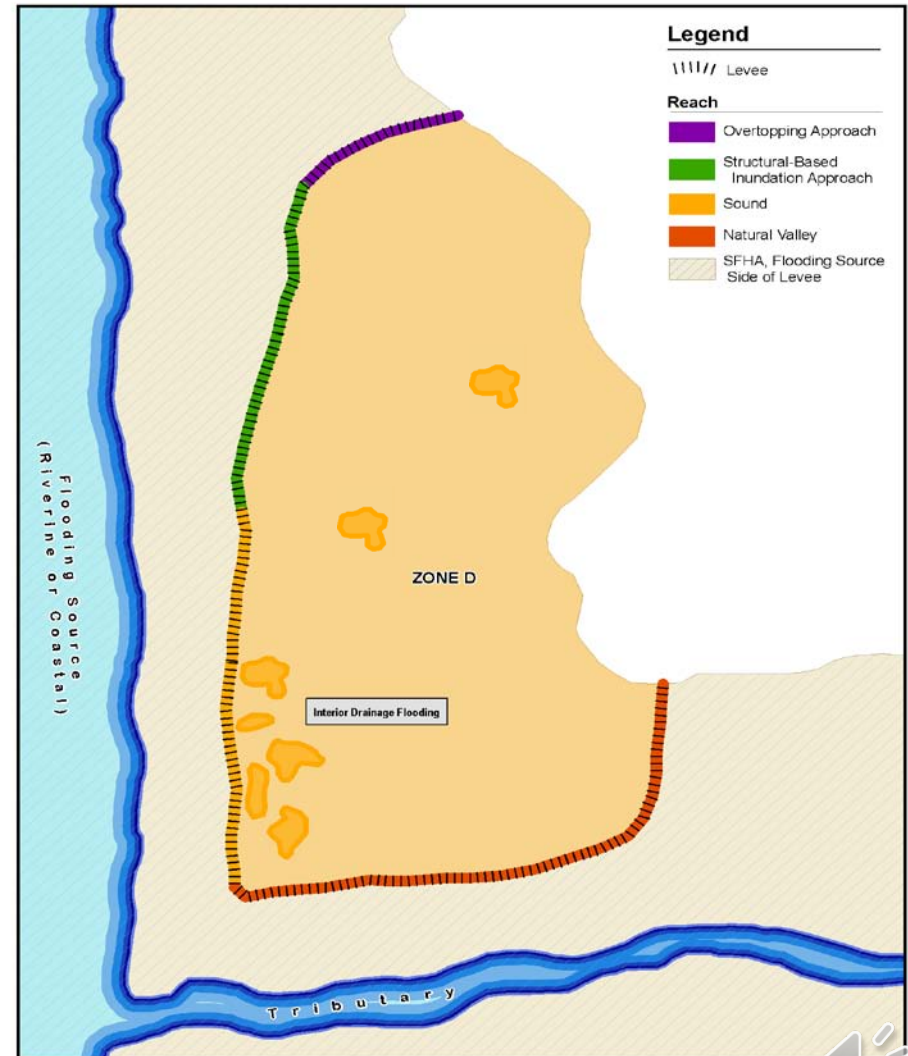 Legend
Levee
Reach
Overtopping Approach
Structural-Based
Inundation Approach
Sound
Natural Valley
SFHA, Flooding Source
Side of Levee
Flooding Source
(Riverine or Coastal)
ZONE D
Interior Drainage Flooding
Tributary